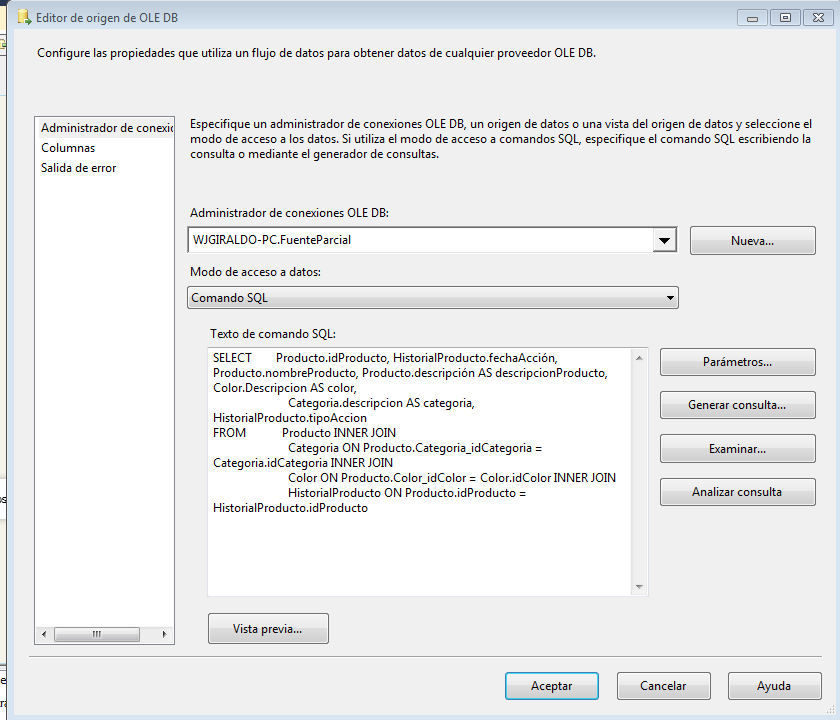 Editor de origen de OLE DB
Configure las propiedades que utiliza un flujo de datos para obtener datos de cualquier proveedor OLE DB.
Administrador de conexic
Columnas
Salida de error
Especifique un administrador de conexiones OLE DB, un origen de datos o una vista del origen de datos y seleccione el
modo de acceso a los datos. Si utiliza el modo de acceso a comandos SQL, especifique el comando SQL escribiendo la
consulta o mediante el generador de consultas.
Administrador de conexiones OLE DB:
WJGIRALDO-PC.FuenteParcial
Nueva...
Modo de acceso a datos:
Comando SQL
Texto de comando SQL:
SELECT Producto.idProducto, HistorialProducto.fechaAcción,
Producto.nombreProducto, Producto.descripción AS descripcionProducto,
Color.Descripcion AS color,
Categoria.descripcion AS categoria,
HistorialProducto.tipoAccion
FROM Producto INNER JOIN
Categoria ON Producto.Categoria_idCategoria =
Categoria.idCategoria INNER JOIN
Color ON Producto.Color_idColor = Color.idColor INNER JOIN
HistorialProducto ON Producto.idProducto =
HistorialProducto.idProducto
Parámetros...
Generar consulta...
Examinar...
Analizar consulta
Vista previa...
Aceptar
Cancelar
Ayuda